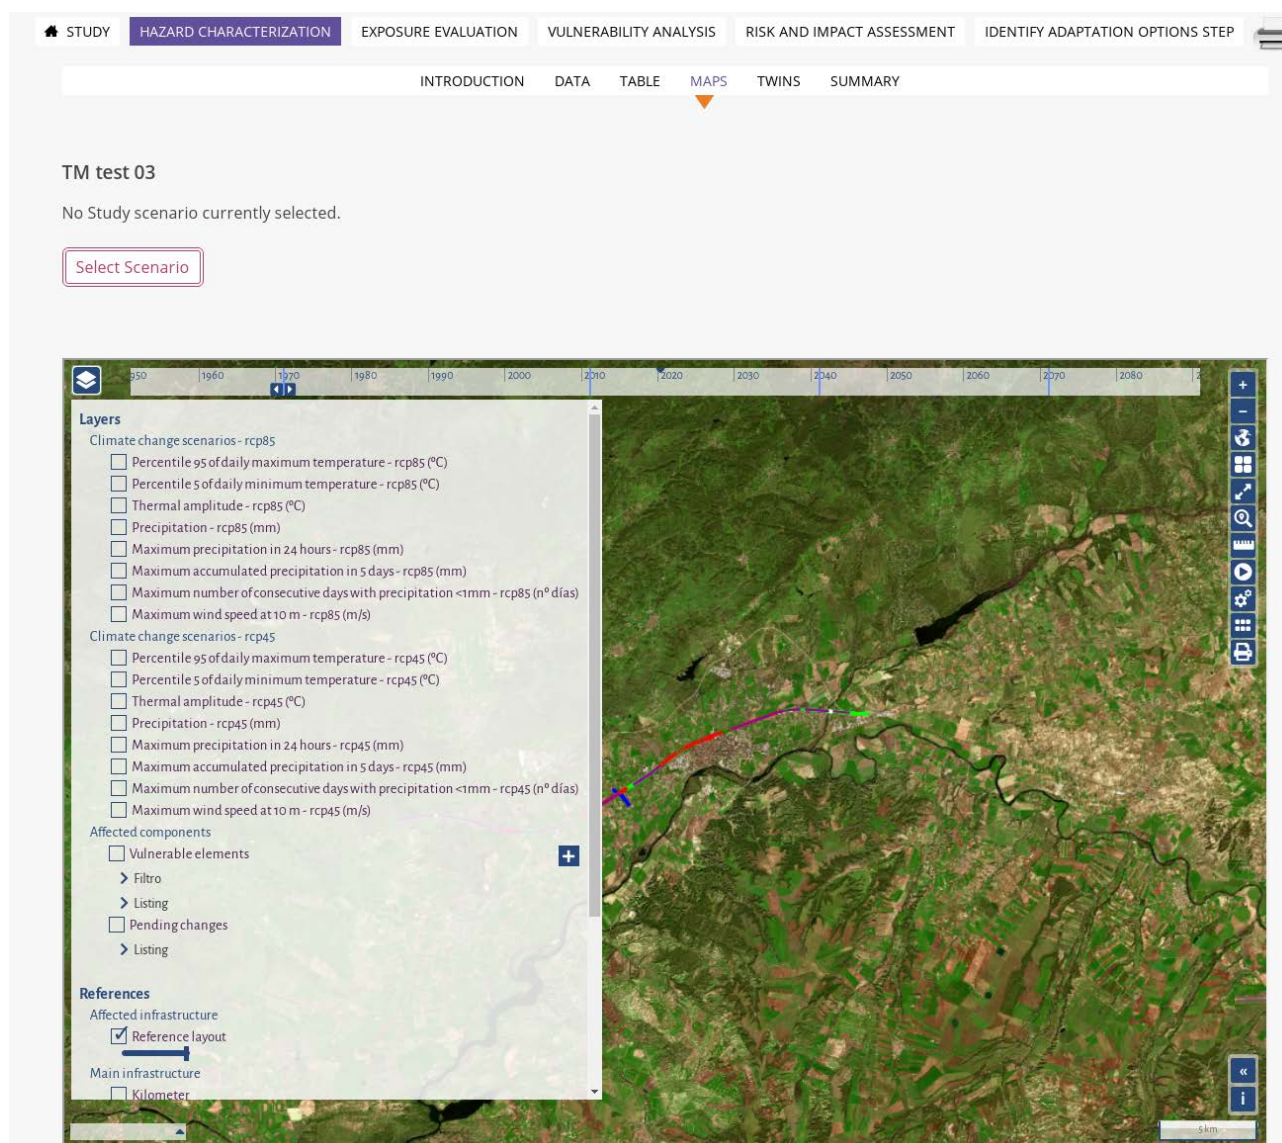 STUDY HAZARD CHARACTERIZATION EXPOSURE EVALUATION VULNERABILITY ANALYSIS RISK AND IMPACT ASSESSMENT IDENTIFY ADAPTATION OPTIONS STEP
INTRODUCTION DATA TABLE MAPS TWINS SUMMARY
TM test 03
No Study scenario currently selected.
Select Scenario
950 1960 1970 1980 1990 2000 2010 2020 2030 2040 2050 2060 2070 2080 2
Layers
Climate change scenarios - rcp85
Percentile 95 of daily maximum temperature - rcp85 (ºC)
Percentile 5 of daily minimum temperature - rcp85 (ºC)
Thermal amplitude - rcp85 (ºC)
Precipitation - rcp85 (mm)
Maximum precipitation in 24 hours - rcp85 (mm)
Maximum accumulated precipitation in 5 days - rcp85 (mm)
Maximum number of consecutive days with precipitation <1mm - rcp85 (nº días)
Maximum wind speed at 10 m - rcp85 (m/s)
Climate change scenarios - rcp45
Percentile 95 of daily maximum temperature - rcp45 (ºC)
Percentile 5 of daily minimum temperature - rcp45 (ºC)
Thermal amplitude - rcp45 (ºC)
Precipitation - rcp45 (mm)
Maximum precipitation in 24 hours - rcp45 (mm)
Maximum accumulated precipitation in 5 days - rcp45 (mm)
Maximum number of consecutive days with precipitation <1mm - rcp45 (nº días)
Maximum wind speed at 10 m - rcp45 (m/s)
Affected components
Vulnerable elements
Filtro
Listing
Pending changes
Listing
References
Affected infrastructure
Reference layout
Main infrastructure
Kilometer
5 km